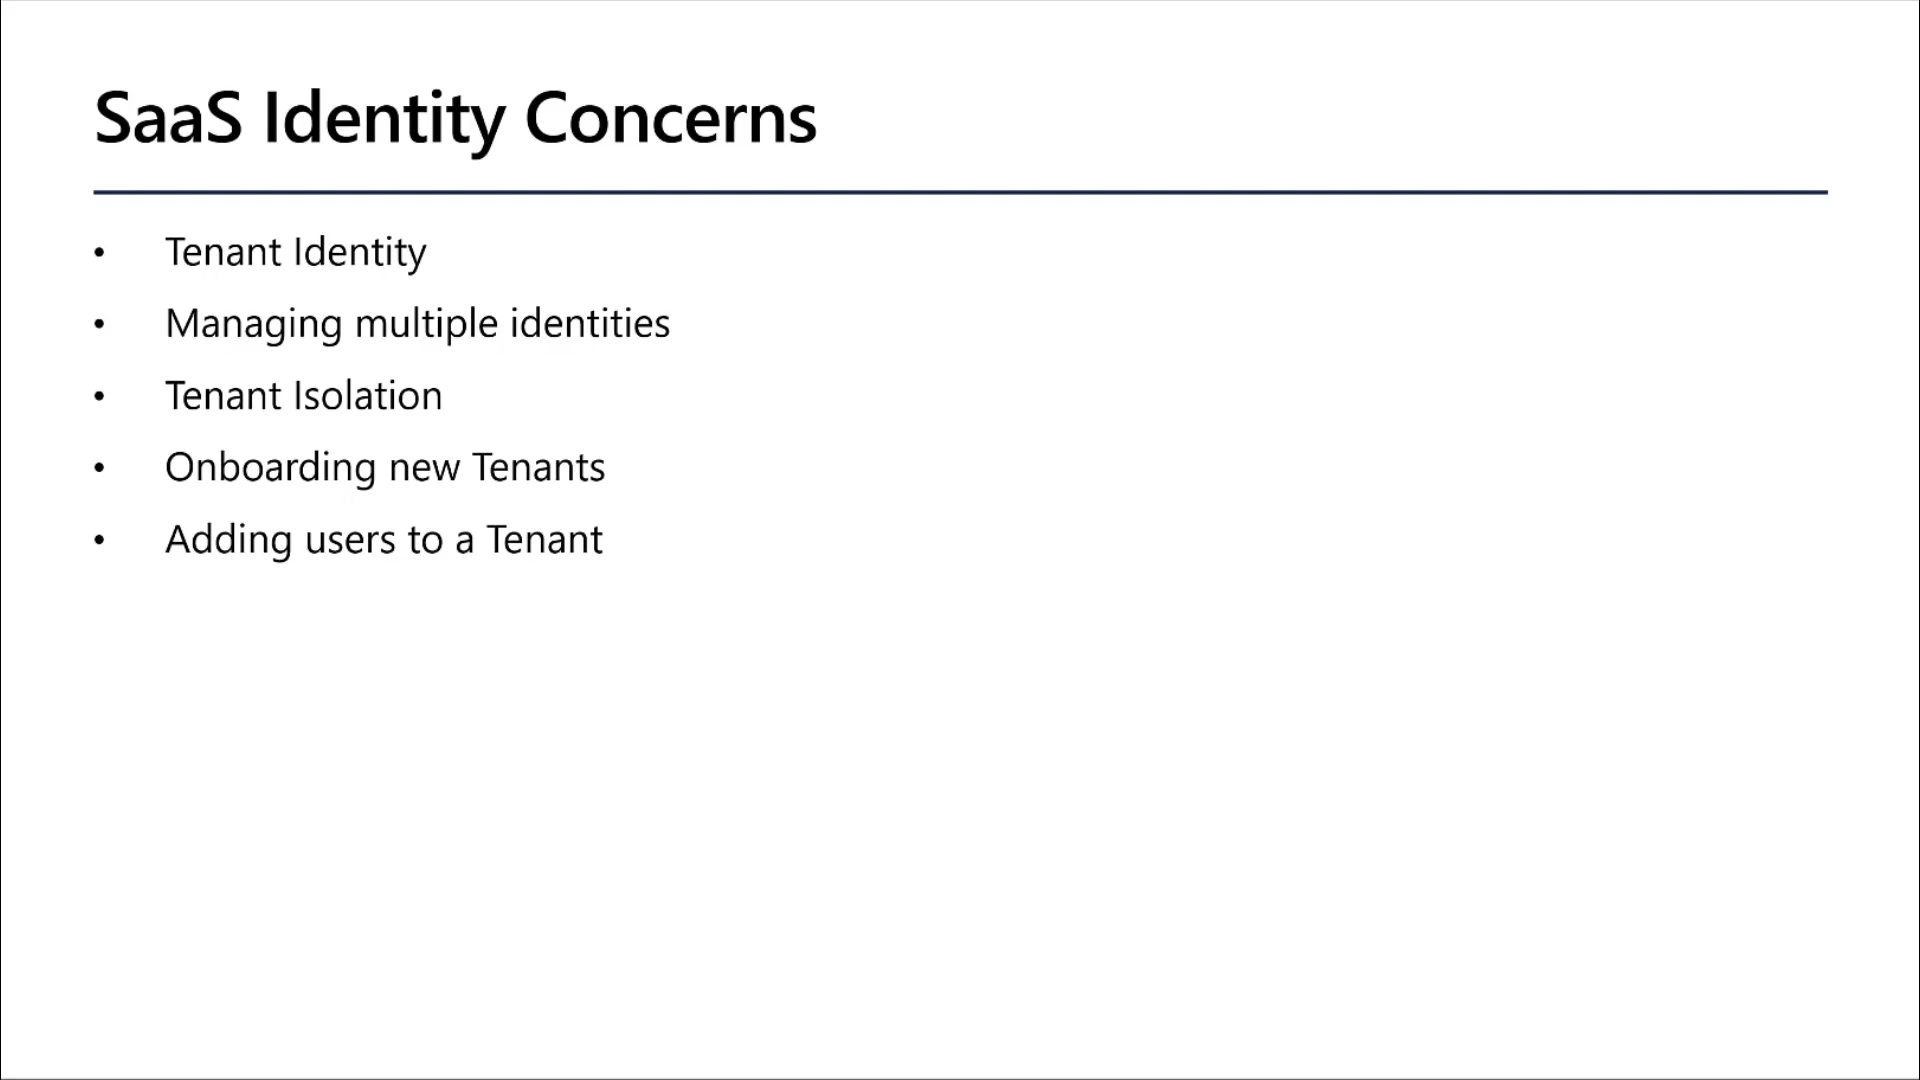 SaaS Identity Concerns
• Tenant Identity
• Managing multiple identities
• Tenant Isolation
• Onboarding new Tenants
• Adding users to a Tenant